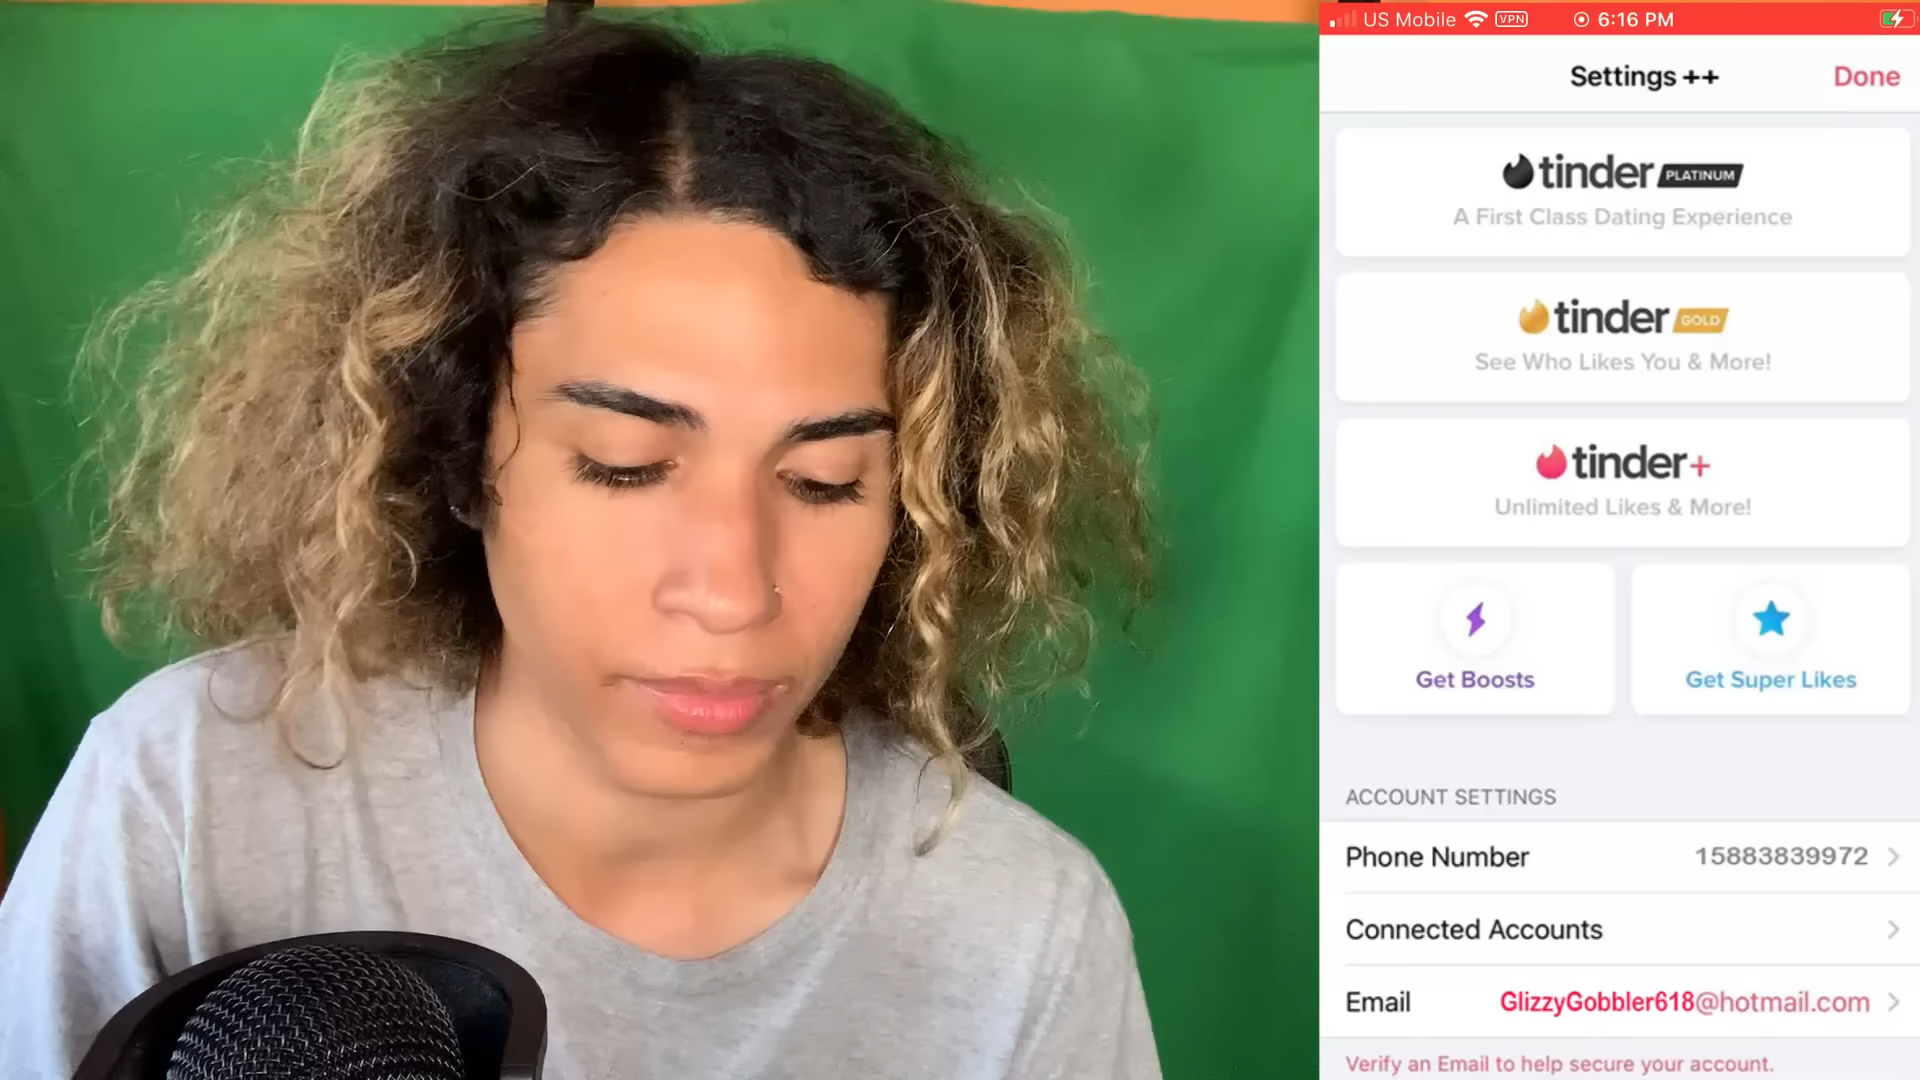 US Mobile VPN 6:16 PM
Settings ++ Done
tinder PLATINUM
A First Class Dating Experience
tinder GOLD
See Who Likes You & More!
tinder+
Unlimited Likes & More!
Get Boosts
Get Super Likes
ACCOUNT SETTINGS
Phone Number 15883839972
Connected Accounts
Email GlizzyGobbler618@hotmail.com
Verify an Email to help secure your account.